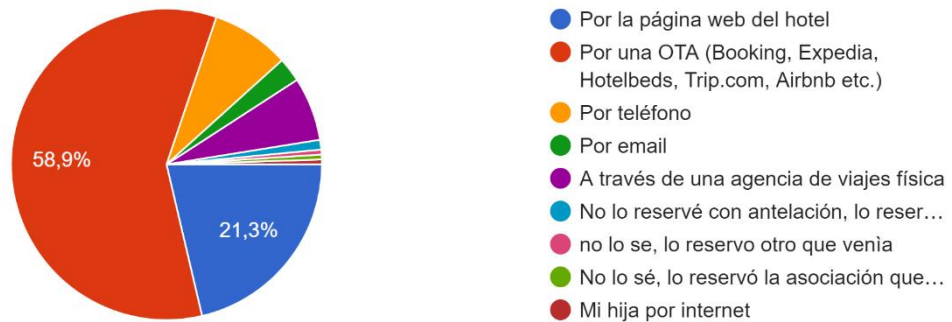 58,9%
21,3%
Por la página web del hotel
Por una OTA (Booking, Expedia,
Hotelbeds, Trip.com, Airbnb etc.)
Por teléfono
Por email
A través de una agencia de viajes física
No lo reservé con antelación, lo reser…
no lo se, lo reservo otro que venìa
No lo sé, lo reservó la asociación que…
Mi hija por internet